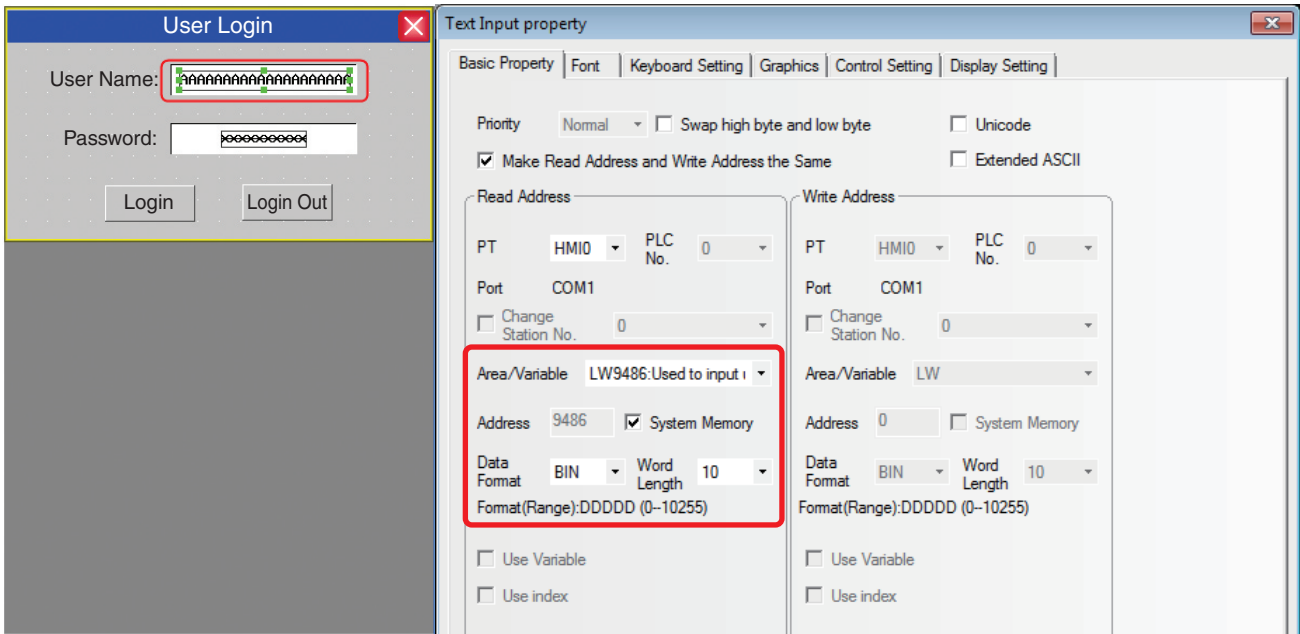 User Login
User Name: AAAAAAAAAAAAAAAAAAAA
Password: xxxxxxxxxx
Login Login Out
Text Input property
Basic Property Font Keyboard Setting Graphics Control Setting Display Setting
Priority Normal Swap high byte and low byte Unicode
Make Read Address and Write Address the Same Extended ASCII
Read Address
PT HMI0 PLC No. 0
Port COM1
Change Station No. 0
Area/Variable LW9486:Used to input
Address 9486 System Memory
Data Format BIN Word Length 10
Format(Range):DDDDD (0--10255)
Use Variable
Use index
Write Address
PT HMI0 PLC No. 0
Port COM1
Change Station No. 0
Area/Variable LW
Address 0 System Memory
Data Format BIN Word Length 10
Format(Range):DDDDD (0--10255)
Use Variable
Use index